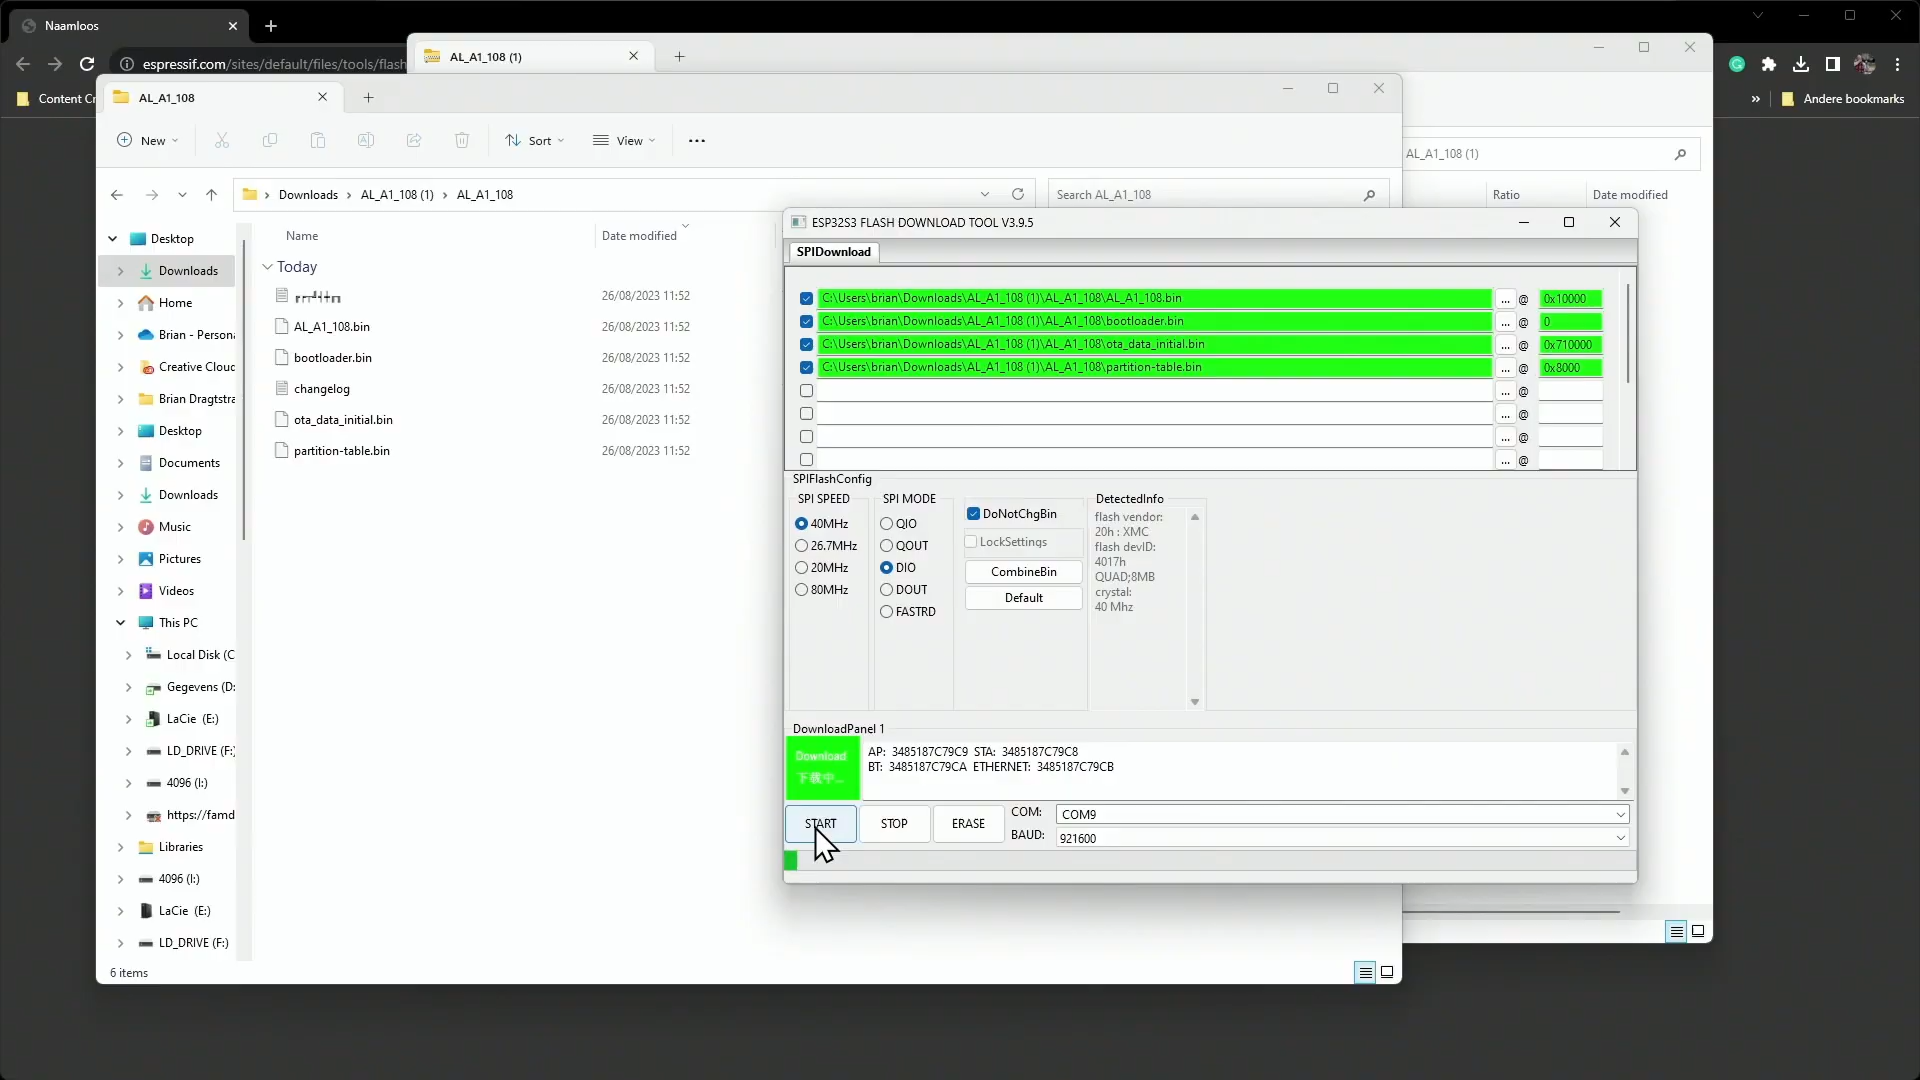 Naamloos
espressif.com/sites/default/files/tools/flash
Content Cr
Andere bookmarks
AL_A1_108 (1)
AL_A1_108 (1)
Ratio
Date modified
AL_A1_108
New
Sort
View
Downloads
AL_A1_108 (1)
AL_A1_108
Search AL_A1_108
Desktop
Downloads
Home
Brian - Persona
Creative Cloud
Brian Dragtstra
Desktop
Documents
Downloads
Music
Pictures
Videos
This PC
Local Disk (C
Gegevens (D:
LaCie (E:)
LD_DRIVE (F:)
4096 (I:)
https://famd
Libraries
4096 (I:)
LaCie (E:)
LD_DRIVE (F:)
6 items
Name
Date modified
Today
26/08/2023 11:52
AL_A1_108.bin 26/08/2023 11:52
bootloader.bin 26/08/2023 11:52
changelog 26/08/2023 11:52
ota_data_initial.bin 26/08/2023 11:52
partition-table.bin 26/08/2023 11:52
ESP32S3 FLASH DOWNLOAD TOOL V3.9.5
SPIDownload
C:\Users\brian\Downloads\AL_A1_108 (1)\AL_A1_108\AL_A1_108.bin ... @ 0x10000
C:\Users\brian\Downloads\AL_A1_108 (1)\AL_A1_108\bootloader.bin ... @ 0
C:\Users\brian\Downloads\AL_A1_108 (1)\AL_A1_108\ota_data_initial.bin ... @ 0x710000
C:\Users\brian\Downloads\AL_A1_108 (1)\AL_A1_108\partition-table.bin ... @ 0x8000
... @
... @
... @
... @
SPIFlashConfig
SPI SPEED
40MHz
26.7MHz
20MHz
80MHz
SPI MODE
QIO
QOUT
DIO
DOUT
FASTRD
DoNotChgBin
LockSettings
CombineBin
Default
DetectedInfo
flash vendor:
20h : XMC
flash devID:
4017h
QUAD;8MB
crystal:
40 Mhz
DownloadPanel 1
Download
下载中...
AP: 3485187C79C9 STA: 3485187C79C8
BT: 3485187C79CA ETHERNET: 3485187C79CB
START
STOP
ERASE
COM: COM9
BAUD: 921600